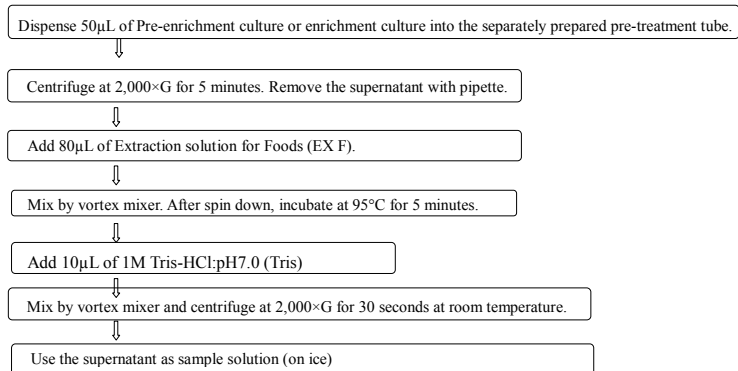 Dispense 50μL of Pre-enrichment culture or enrichment culture into the separately prepared pre-treatment tube.
Centrifuge at 2,000×G for 5 minutes. Remove the supernatant with pipette.
Add 80μL of Extraction solution for Foods (EX F).
Mix by vortex mixer. After spin down, incubate at 95°C for 5 minutes.
Add 10μL of 1M Tris-HCl:pH7.0 (Tris)
Mix by vortex mixer and centrifuge at 2,000×G for 30 seconds at room temperature.
Use the supernatant as sample solution (on ice)